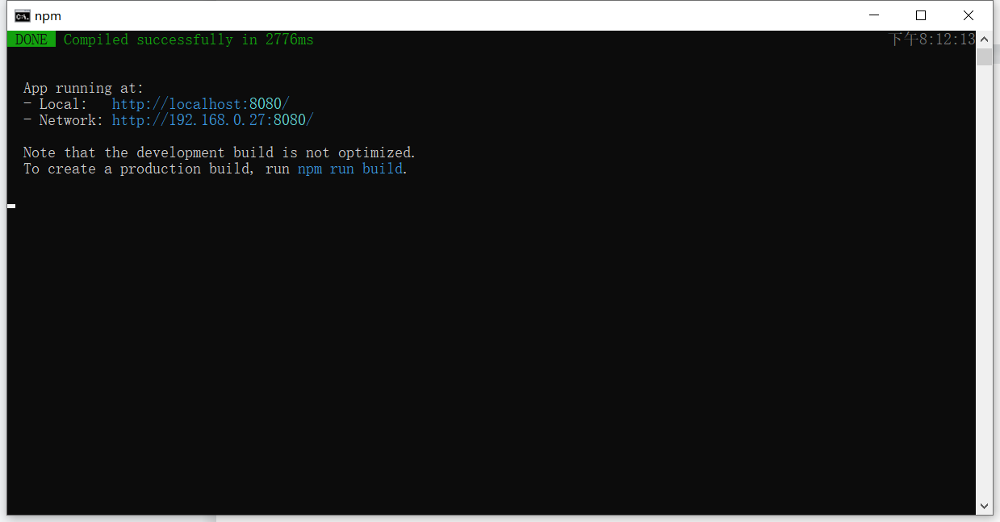 npm
DONE Compiled successfully in 2776ms 下午8:12:13
App running at:
- Local: http://localhost:8080/
- Network: http://192.168.0.27:8080/
Note that the development build is not optimized.
To create a production build, run npm run build.